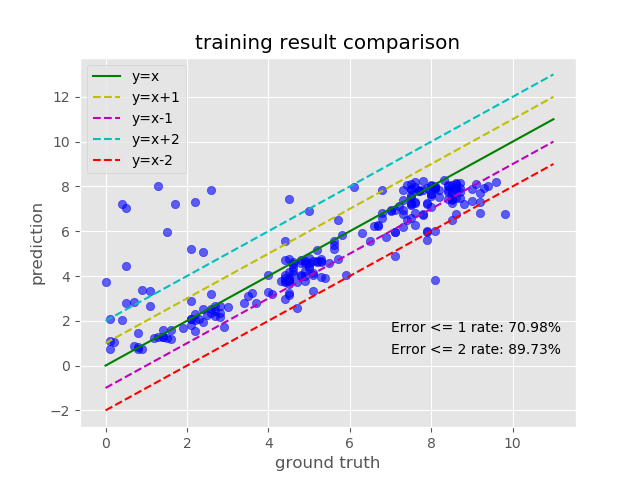 training result comparison
y=x
y=x+1
y=x-1
y=x+2
y=x-2
12
10
8
6
4
2
0
−2
prediction
Error <= 1 rate: 70.98%
Error <= 2 rate: 89.73%
0 2 4 6 8 10
ground truth